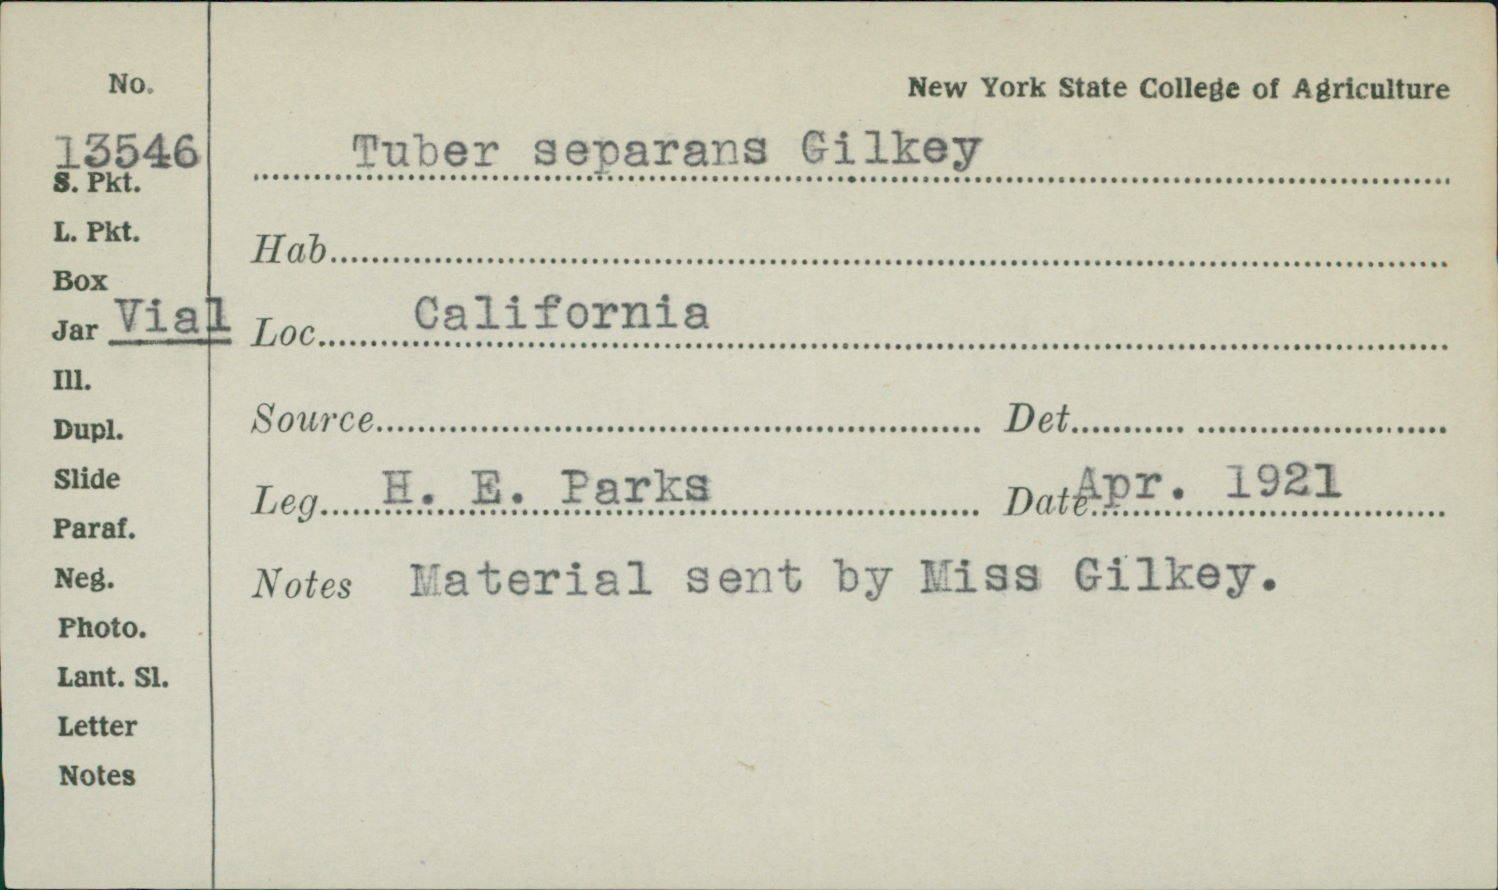 No.
New York State College of Agriculture
13546
Tuber separans Gilkey
S. Pkt.
L. Pkt.
Hab
Box
Jar Vial
Loc. California
Ill.
Dupl.
Source
Det.
Slide
Leg. H. E. Parks
Date Apr. 1921
Paraf.
Neg.
Notes Material sent by Miss Gilkey.
Photo.
Lant. Sl.
Letter
Notes